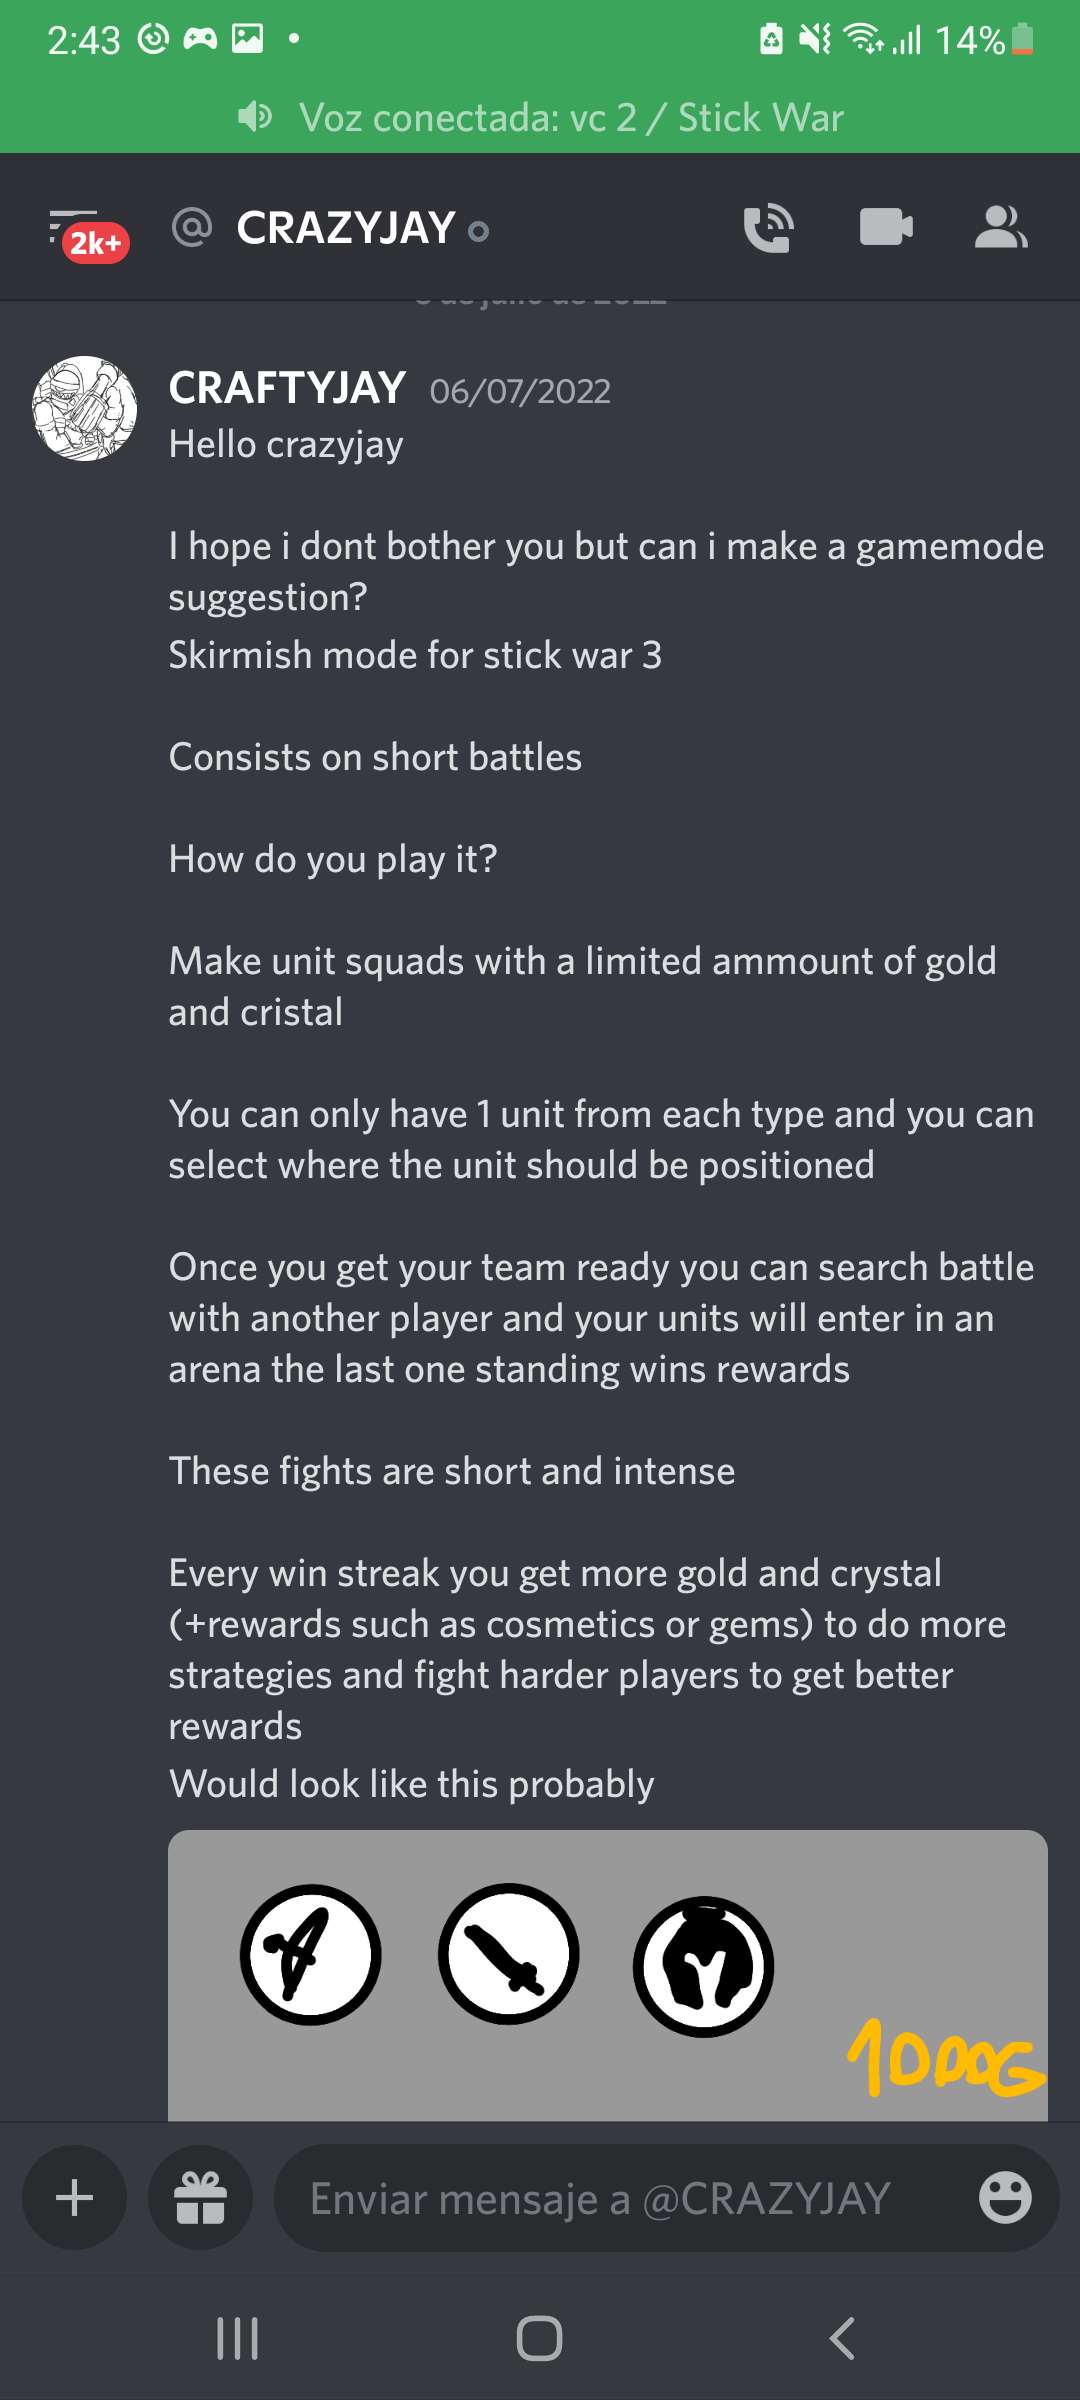 2:43 14%
Voz conectada: vc 2 / Stick War
2k+ @ CRAZYJAY
CRAFTYJAY 06/07/2022
Hello crazyjay
I hope i dont bother you but can i make a gamemode
suggestion?
Skirmish mode for stick war 3
Consists on short battles
How do you play it?
Make unit squads with a limited ammount of gold
and cristal
You can only have 1 unit from each type and you can
select where the unit should be positioned
Once you get your team ready you can search battle
with another player and your units will enter in an
arena the last one standing wins rewards
These fights are short and intense
Every win streak you get more gold and crystal
(+rewards such as cosmetics or gems) to do more
strategies and fight harder players to get better
rewards
Would look like this probably
1000G
Enviar mensaje a @CRAZYJAY